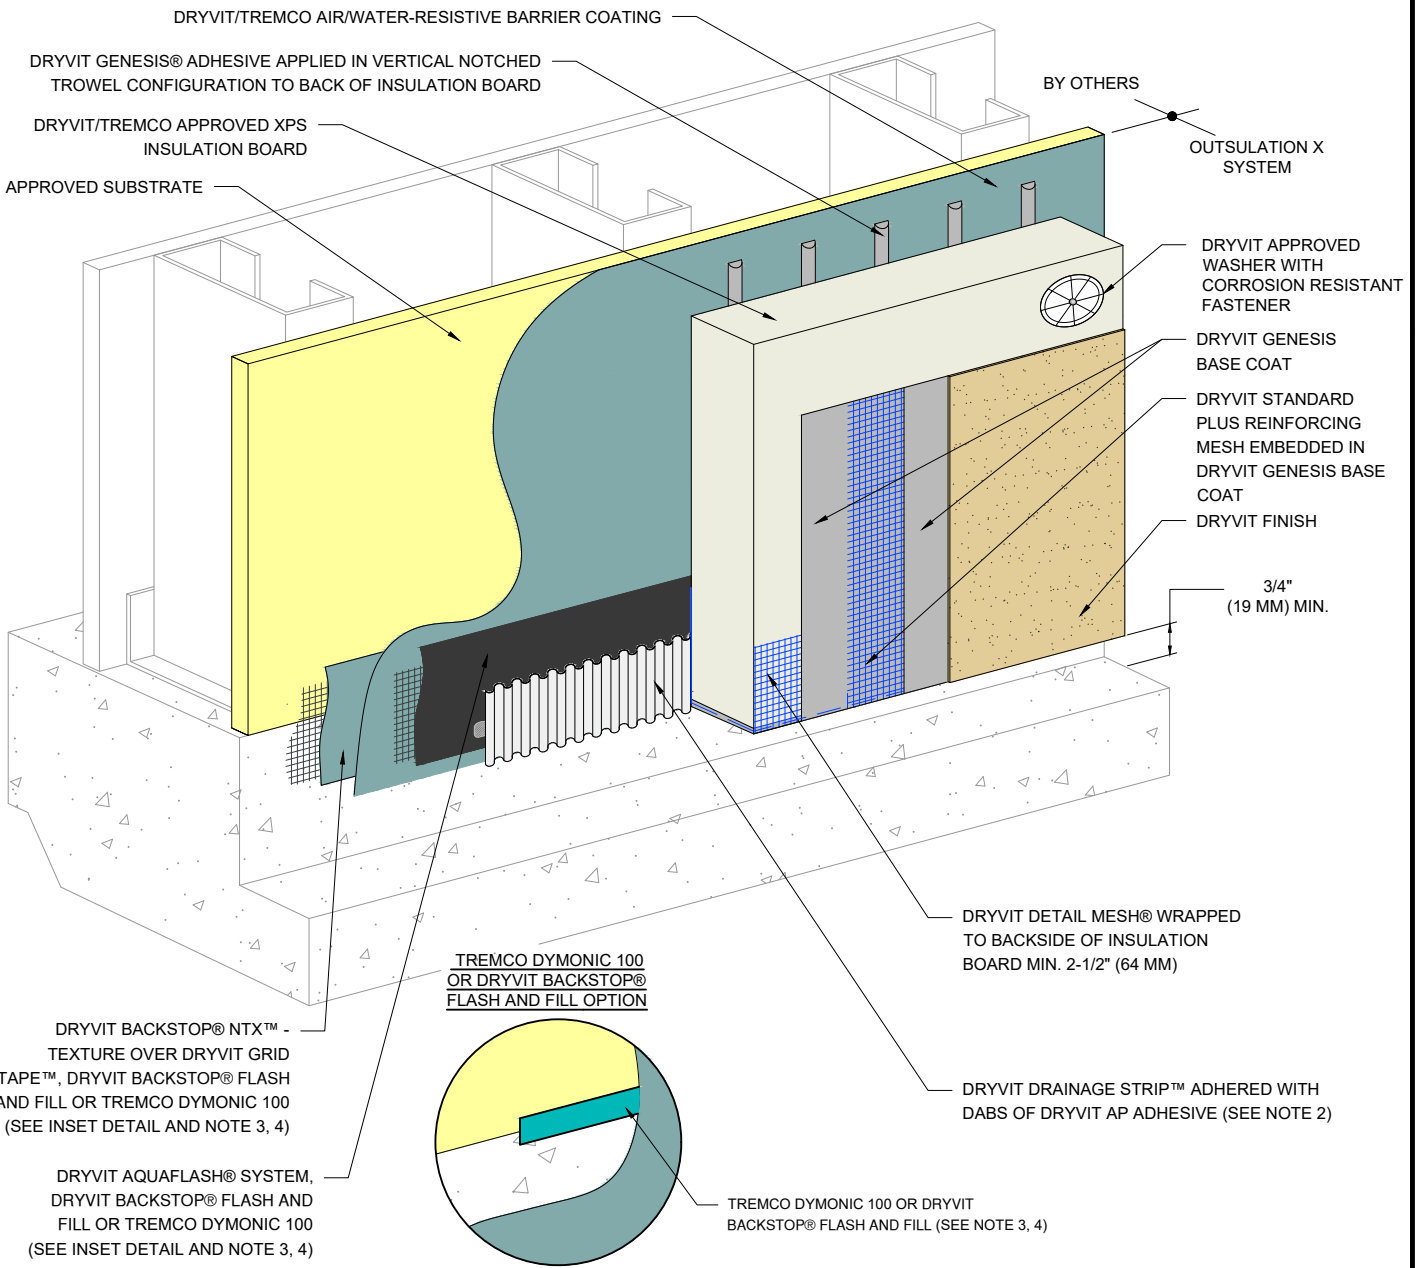 DRYVIT/TREMCO AIR/WATER-RESISTIVE BARRIER COATING
DRYVIT GENESIS® ADHESIVE APPLIED IN VERTICAL NOTCHED
TROWEL CONFIGURATION TO BACK OF INSULATION BOARD
DRYVIT/TREMCO APPROVED XPS
INSULATION BOARD
APPROVED SUBSTRATE
BY OTHERS
OUTSULATION X
SYSTEM
DRYVIT APPROVED
WASHER WITH
CORROSION RESISTANT
FASTENER
DRYVIT GENESIS
BASE COAT
DRYVIT STANDARD
PLUS REINFORCING
MESH EMBEDDED IN
DRYVIT GENESIS BASE
COAT
DRYVIT FINISH
3/4"
(19 MM) MIN.
DRYVIT DETAIL MESH® WRAPPED
TO BACKSIDE OF INSULATION
BOARD MIN. 2-1/2" (64 MM)
DRYVIT DRAINAGE STRIP™ ADHERED WITH
DABS OF DRYVIT AP ADHESIVE (SEE NOTE 2)
TREMCO DYMONIC 100
OR DRYVIT BACKSTOP®
FLASH AND FILL OPTION
DRYVIT BACKSTOP® NTX™ -
TEXTURE OVER DRYVIT GRID
TAPE™, DRYVIT BACKSTOP® FLASH
AND FILL OR TREMCO DYMONIC 100
(SEE INSET DETAIL AND NOTE 3, 4)
DRYVIT AQUAFLASH® SYSTEM,
DRYVIT BACKSTOP® FLASH AND
FILL OR TREMCO DYMONIC 100
(SEE INSET DETAIL AND NOTE 3, 4)
TREMCO DYMONIC 100 OR DRYVIT
BACKSTOP® FLASH AND FILL (SEE NOTE 3, 4)